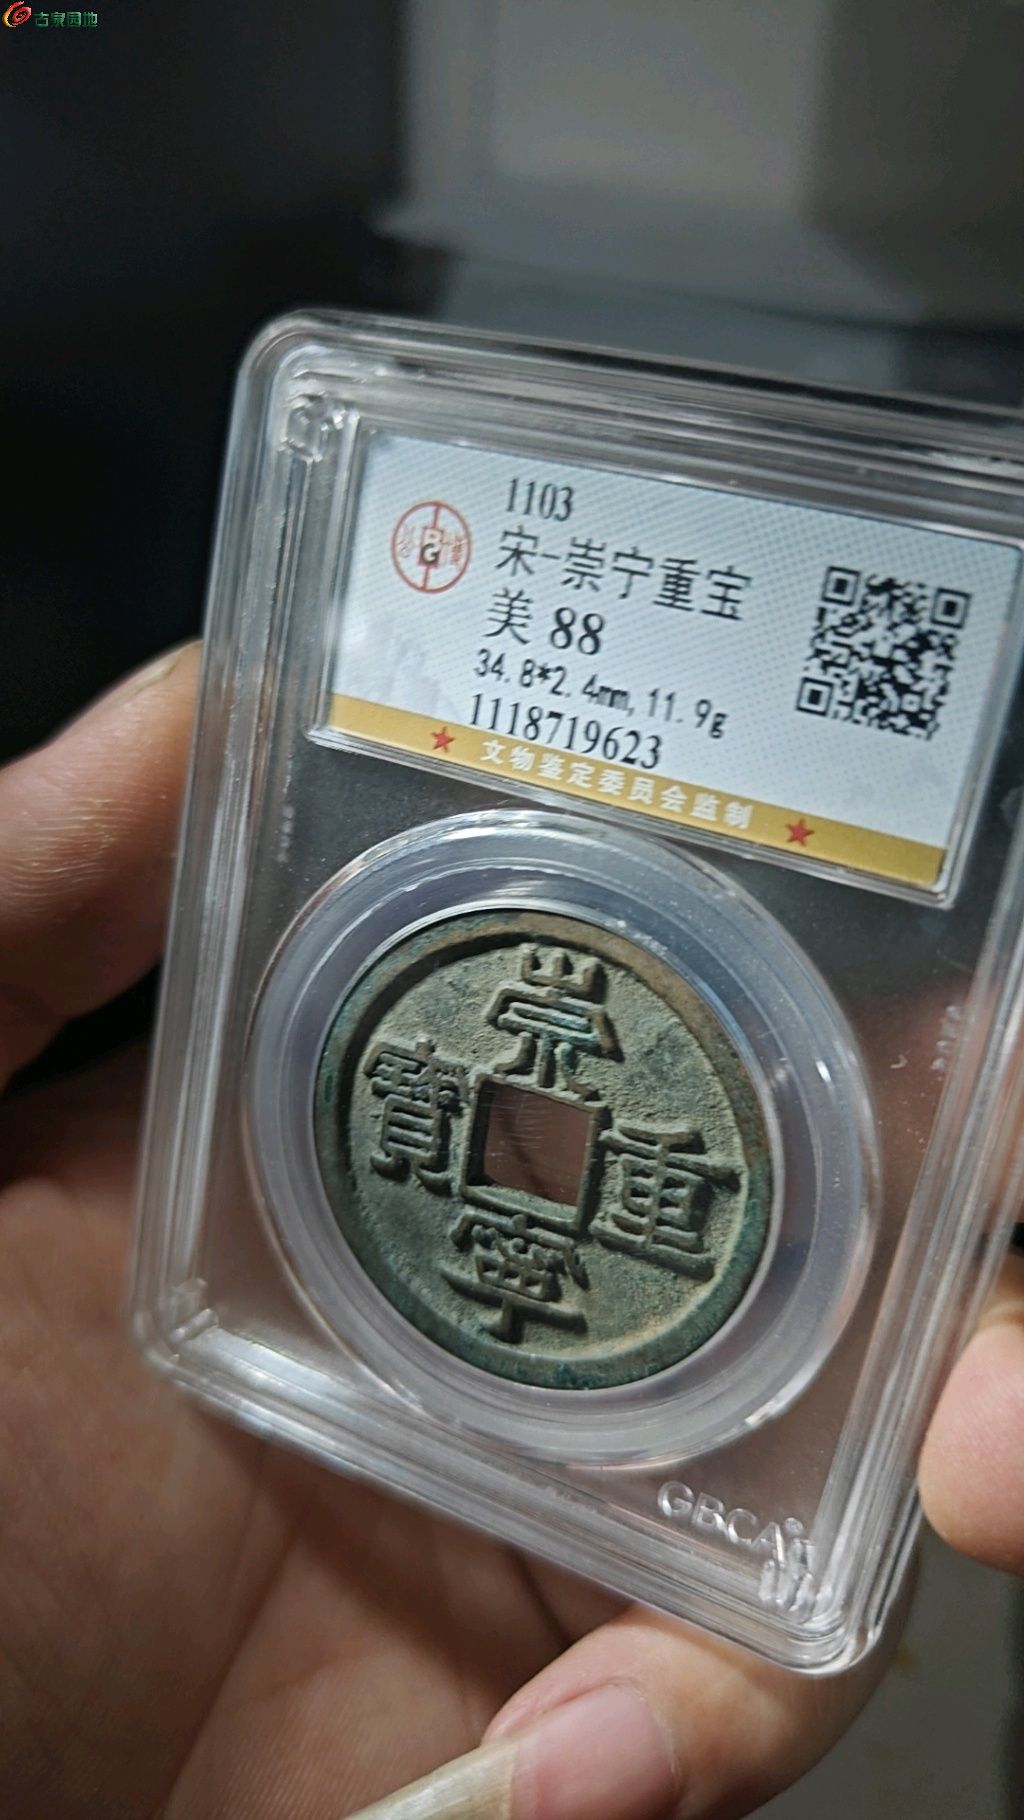 古泉园地
1103
宋-崇宁重宝
美 88
34.8*2.4mm, 11.9g
1118719623
★ 文物鉴定委员会监制 ★
崇
寶 重
寧
GBCA®